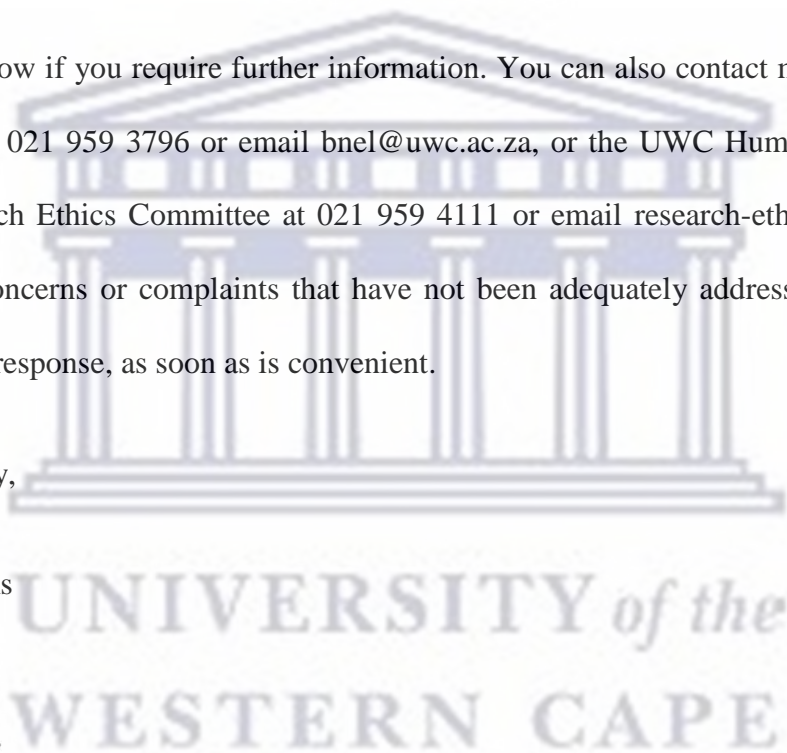 ow if you require further information. You can also contact
021 959 3796 or email bnel@uwc.ac.za, or the UWC Hum
ch Ethics Committee at 021 959 4111 or email research-eth
oncerns or complaints that have not been adequately address
response, as soon as is convenient.
y,
s
UNIVERSITY of the
WESTERN CAPE